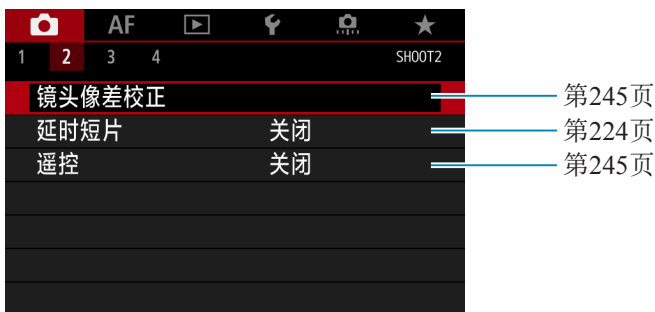 AF
1 2 3 4 SHOOT2
镜头像差校正 第245页
延时短片 关闭 第224页
遥控 关闭 第245页